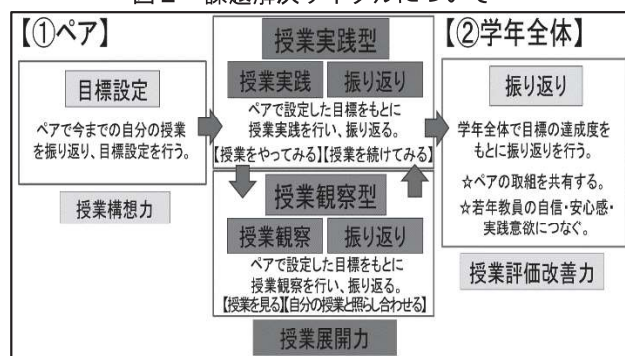 図２　課題解決サイクルについて
【①ペア】
目標設定
ペアで今までの自分の授業
を振り返り、目標設定を行う。
授業構想力
授業実践型
授業実践
振り返り
ペアで設定した目標をもとに
授業実践を行い、振り返る。
【授業をやってみる】【授業を続けてみる】
授業観察型
授業観察
振り返り
ペアで設定した目標をもとに
授業観察を行い、振り返る。
【授業を見る】【自分の授業と照らし合わせる】
授業展開力
【②学年全体】
振り返り
学年全体で目標の達成度を
もとに振り返りを行う。
☆ペアの取組を共有する。
☆若年教員の自信・安心感・
実践意欲につなぐ。
授業評価改善力